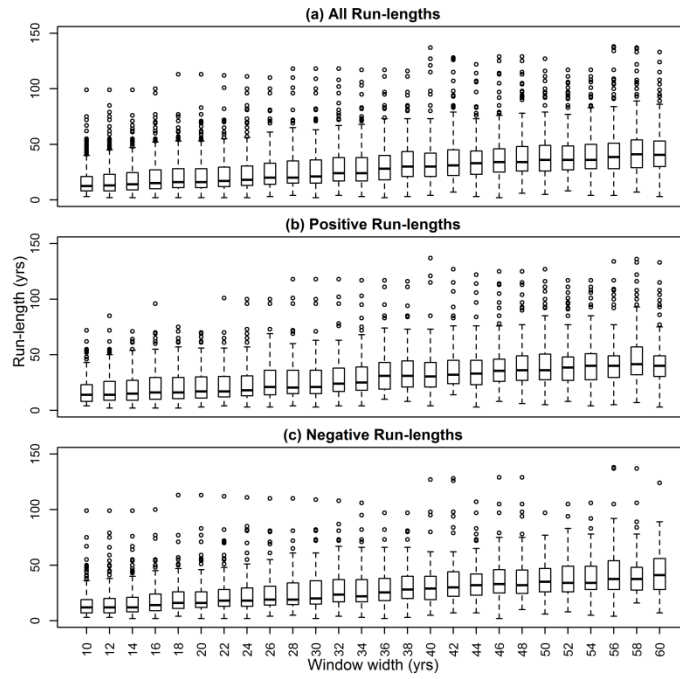 (a) All Run-lengths
150
100
50
0
(b) Positive Run-lengths
150
100
50
0
Run-length (yrs)
(c) Negative Run-lengths
150
100
50
0
10 12 14 16 18 20 22 24 26 28 30 32 34 36 38 40 42 44 46 48 50 52 54 56 58 60
Window width (yrs)